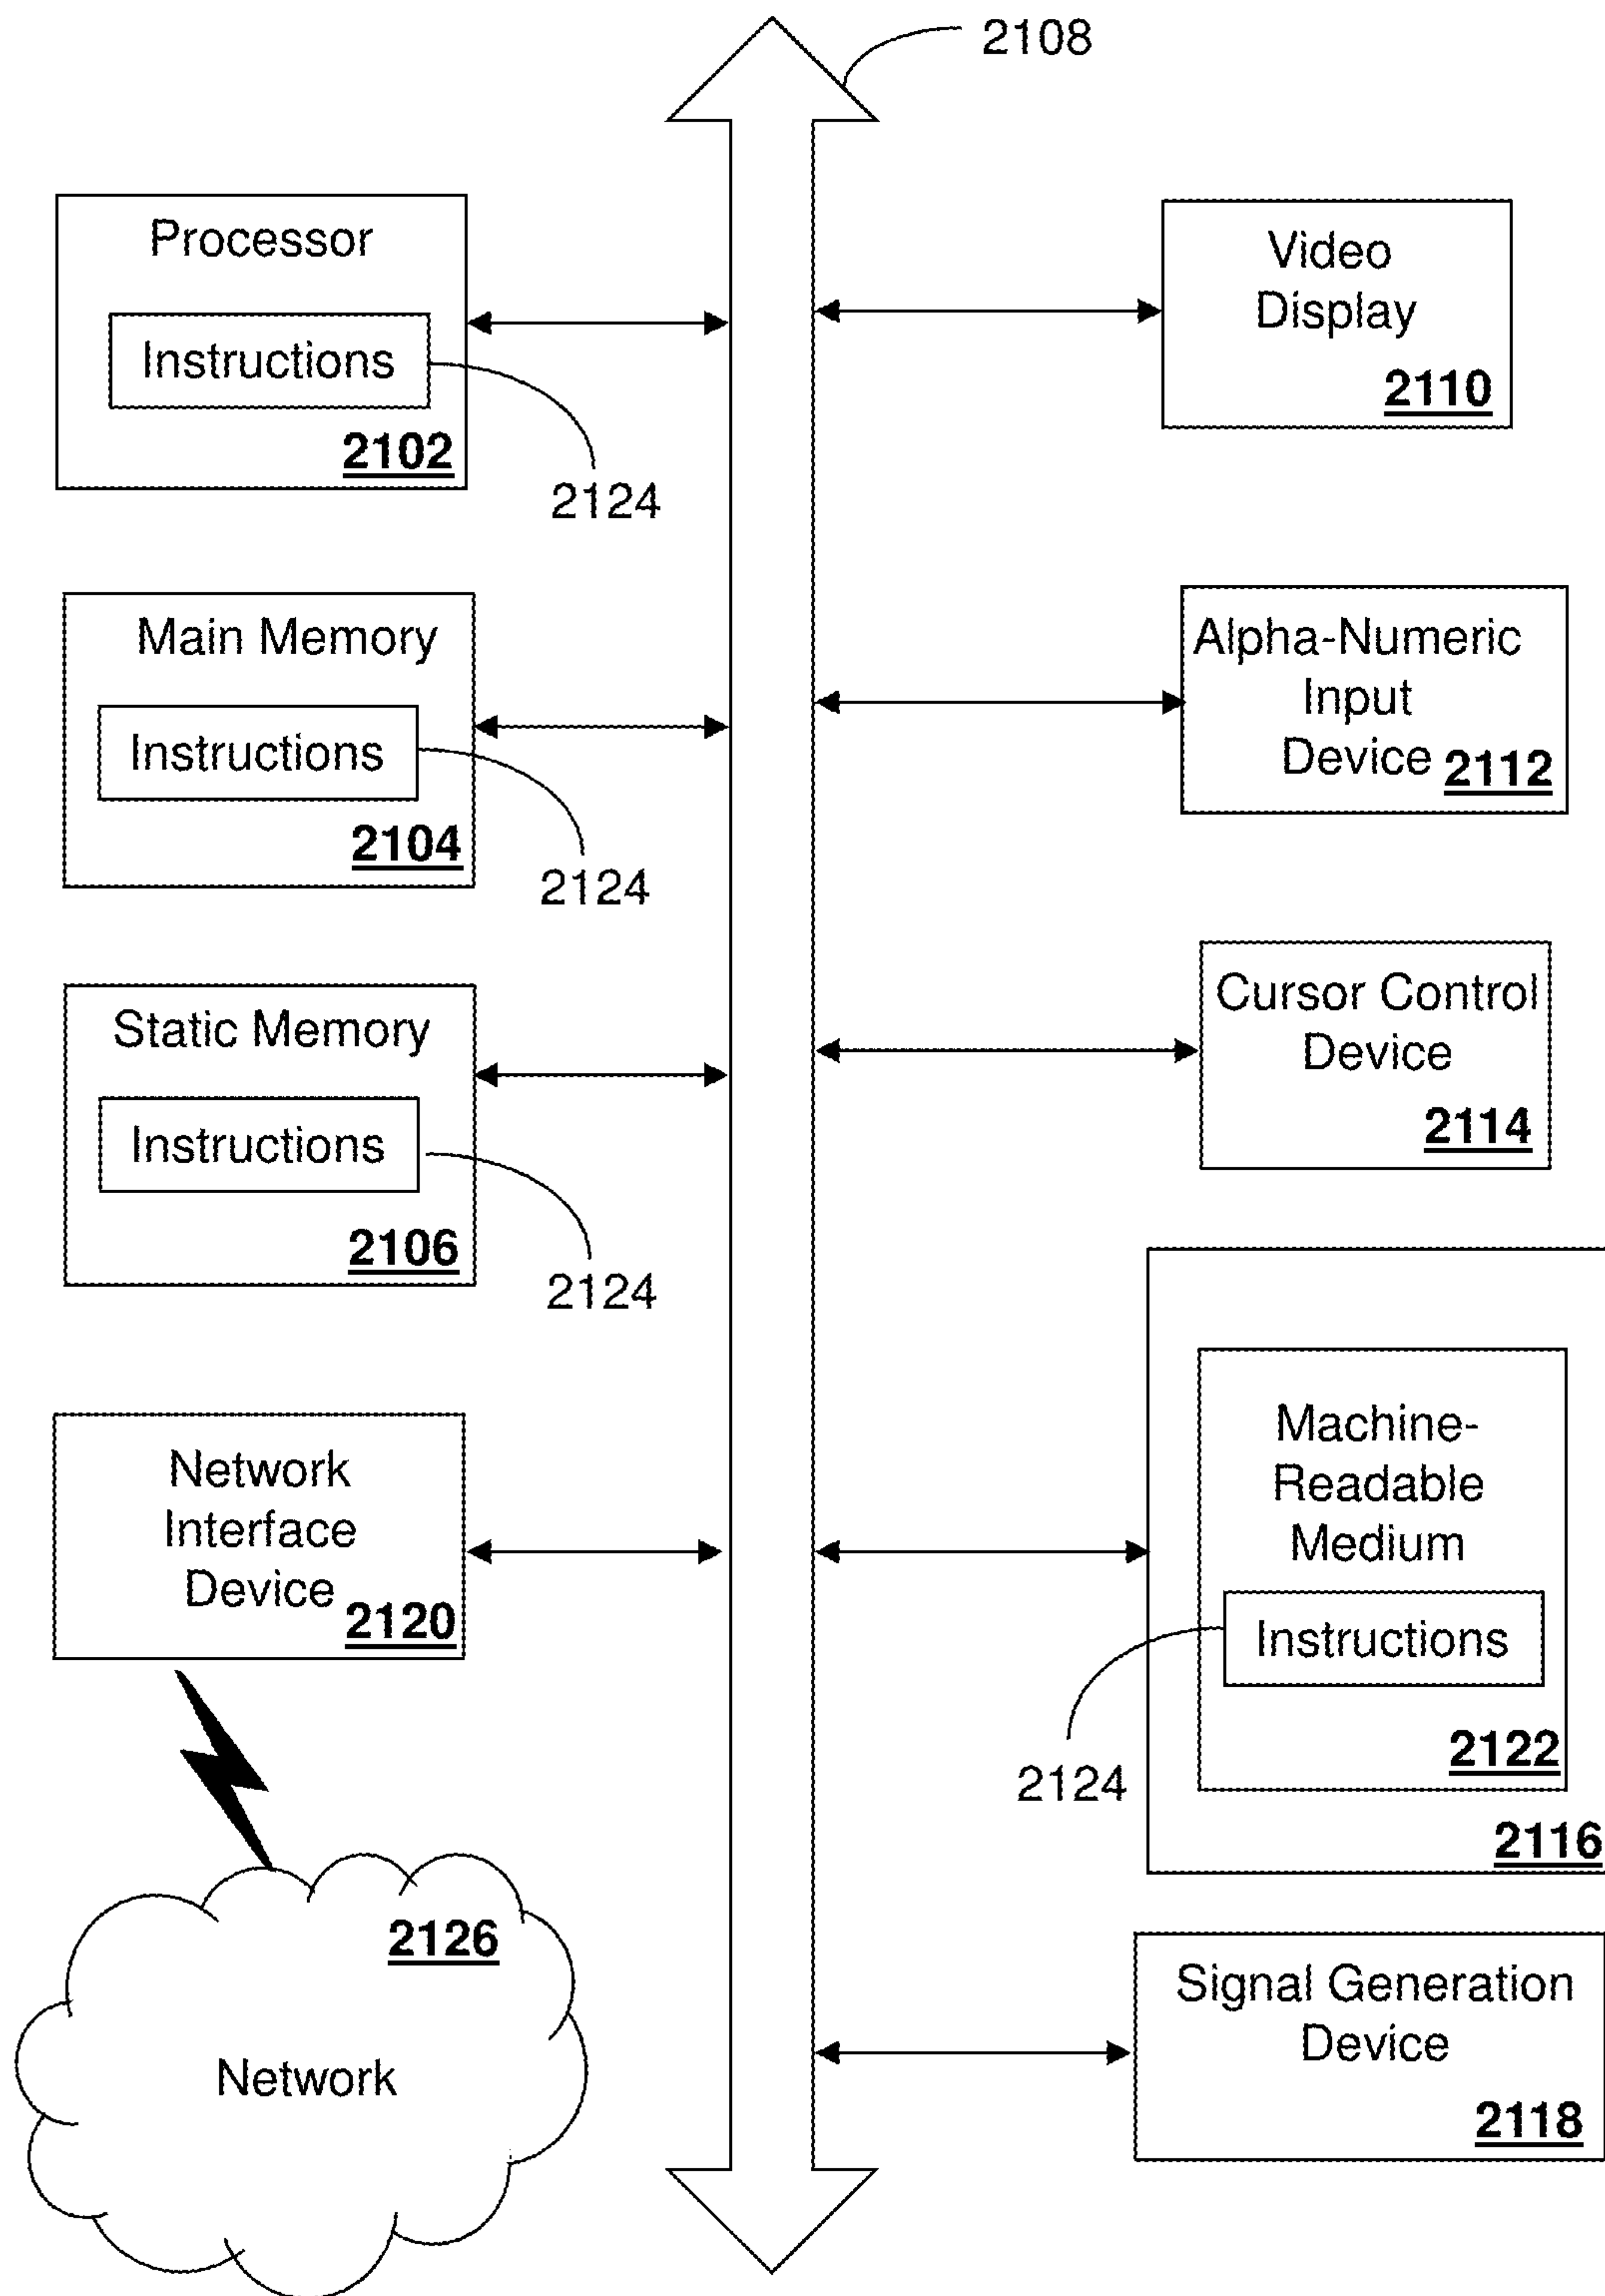 2108
Processor
Instructions
2102
2124
Video
Display
2110
Main Memory
Instructions
2104
2124
Alpha-Numeric
Input
Device 2112
Static Memory
Instructions
2106
2124
Cursor Control
Device
2114
Network
Interface
Device
2120
Machine-
Readable
Medium
Instructions
2122
2124
2116
2126
Network
Signal Generation
Device
2118